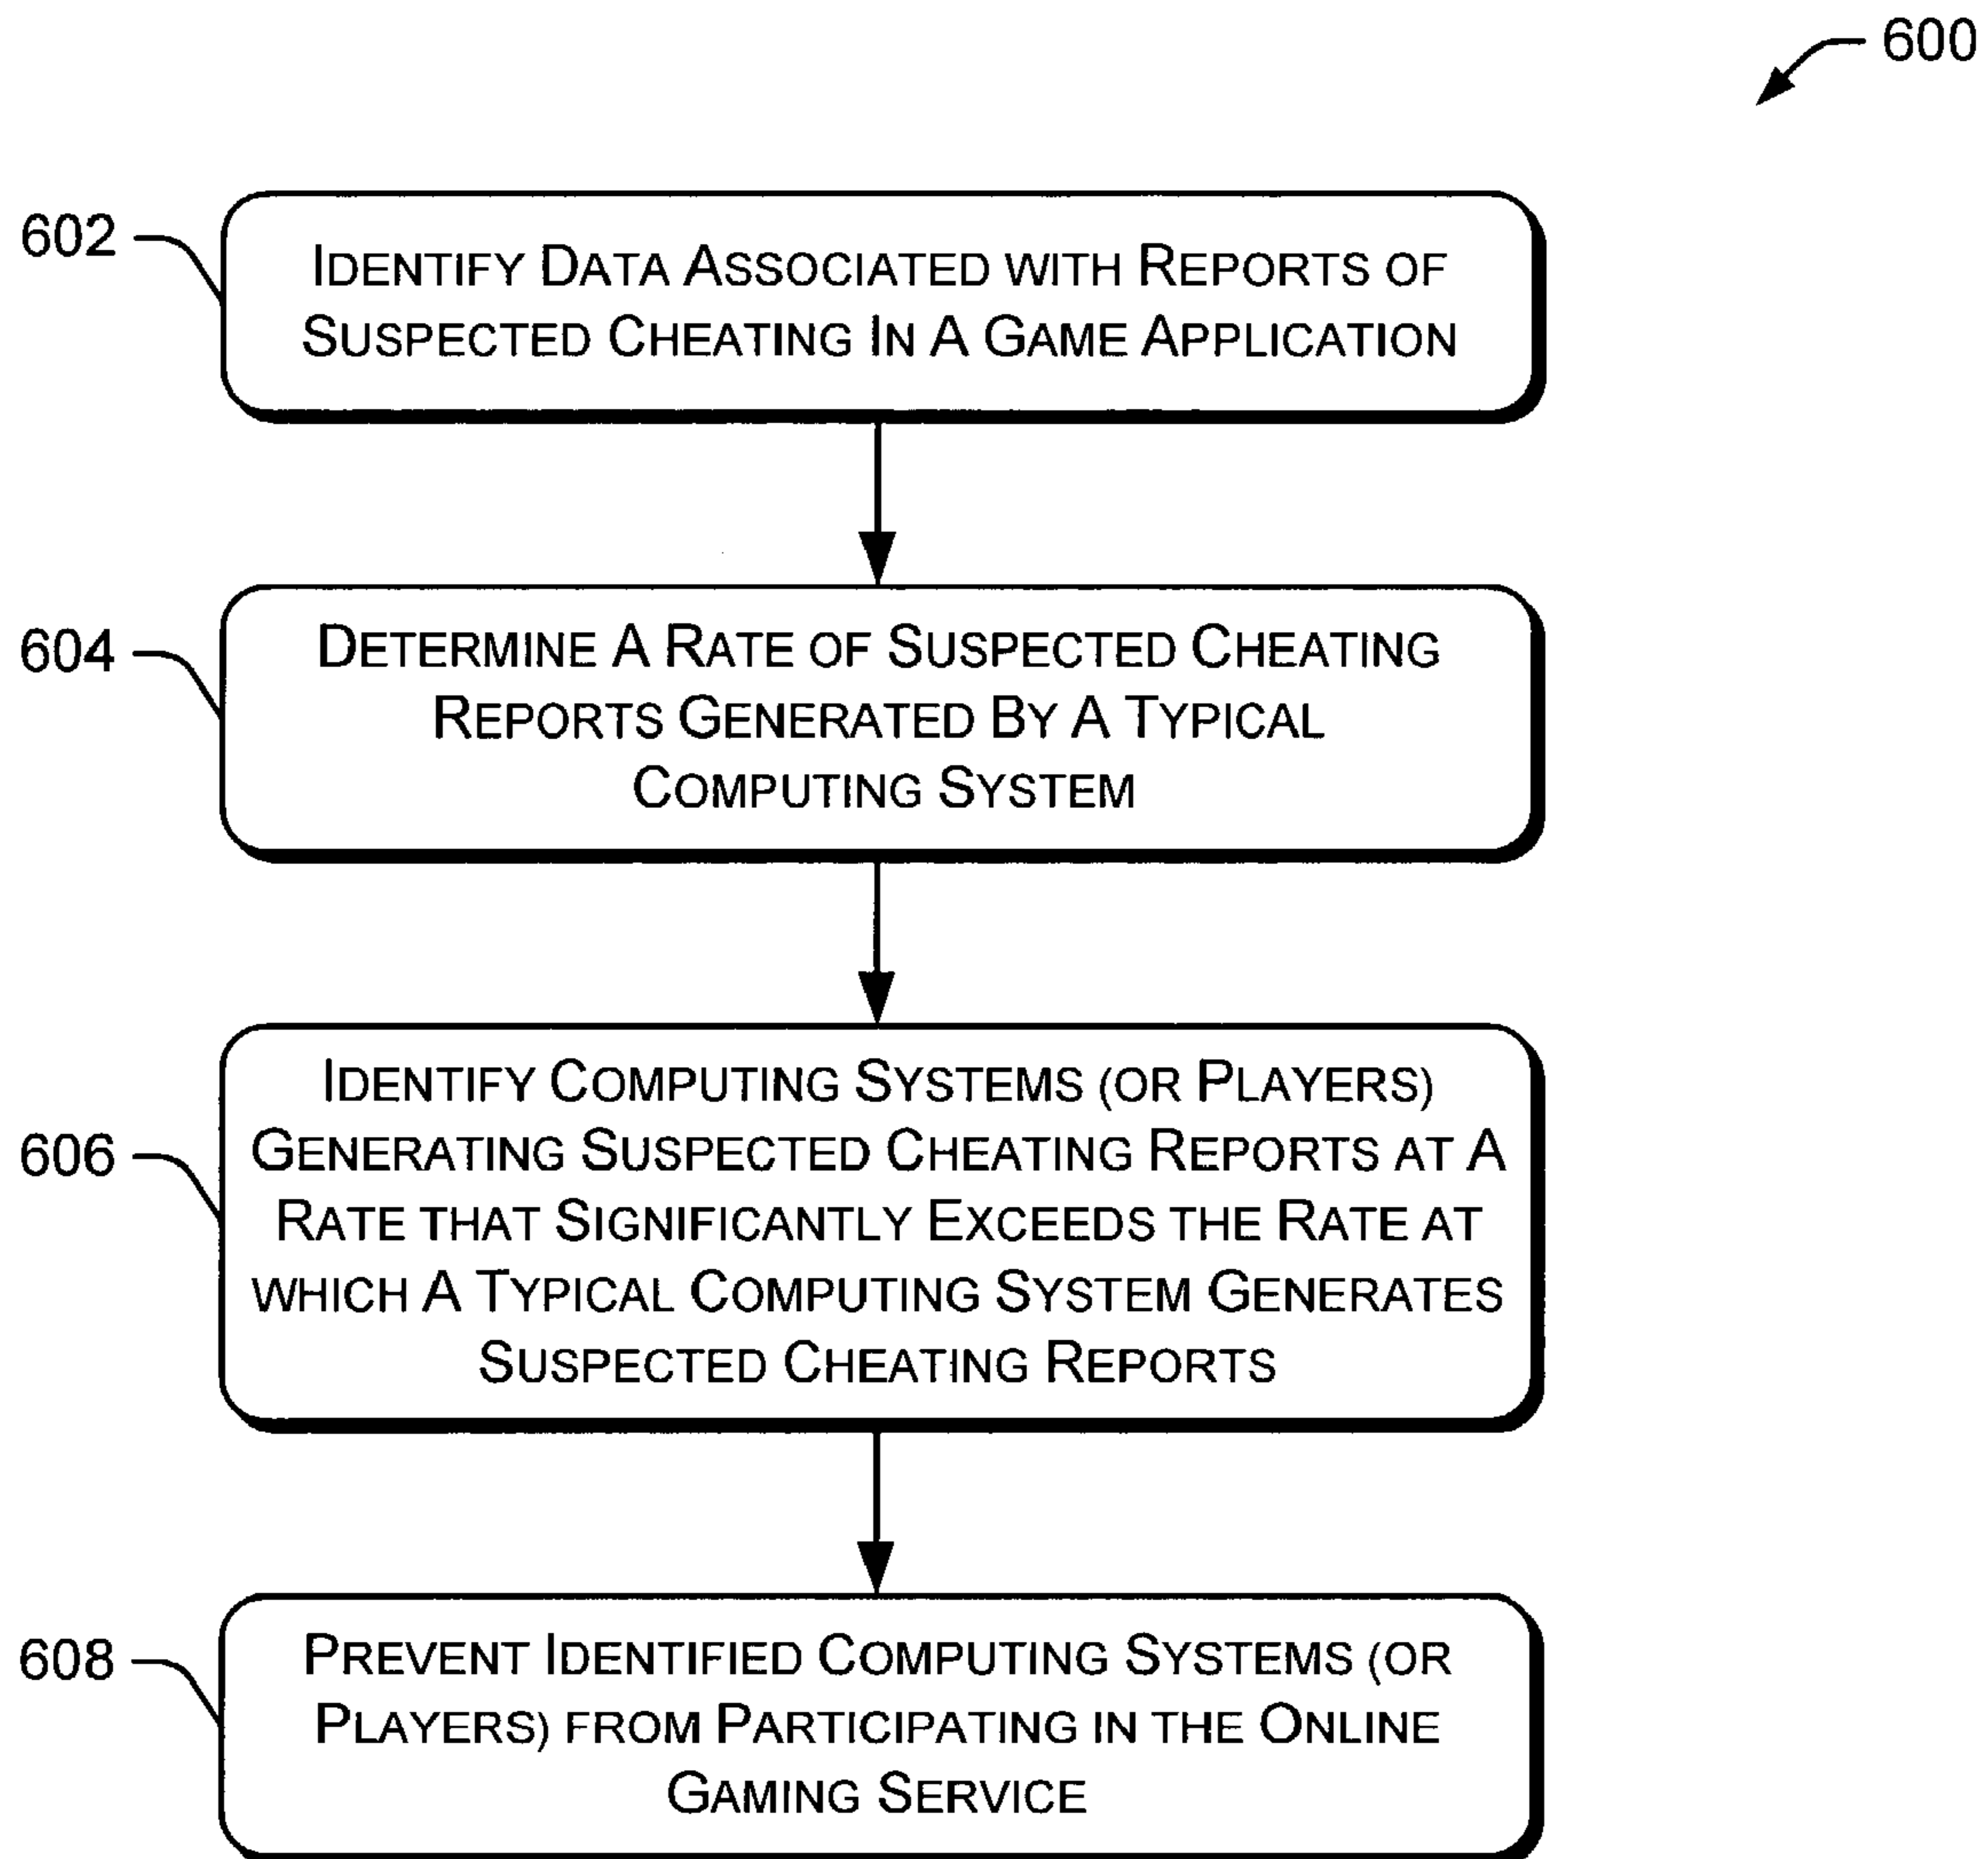 600
602
IDENTIFY DATA ASSOCIATED WITH REPORTS OF
SUSPECTED CHEATING IN A GAME APPLICATION
604
DETERMINE A RATE OF SUSPECTED CHEATING
REPORTS GENERATED BY A TYPICAL
COMPUTING SYSTEM
606
IDENTIFY COMPUTING SYSTEMS (OR PLAYERS)
GENERATING SUSPECTED CHEATING REPORTS AT A
RATE THAT SIGNIFICANTLY EXCEEDS THE RATE AT
WHICH A TYPICAL COMPUTING SYSTEM GENERATES
SUSPECTED CHEATING REPORTS
608
PREVENT IDENTIFIED COMPUTING SYSTEMS (OR
PLAYERS) FROM PARTICIPATING IN THE ONLINE
GAMING SERVICE